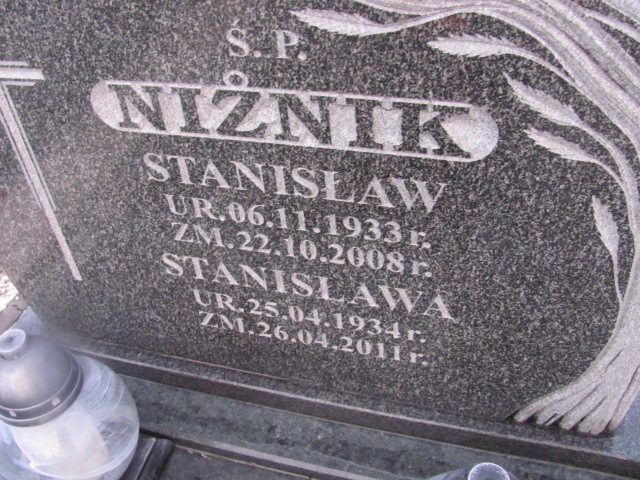 Ś. P.
NIŻNIK
STANISŁAW
UR.06.11.1933 r.
ZM.22.10.2008 r.
STANISŁAWA
UR.25.04.1934 r.
ZM.26.04.2011 r.